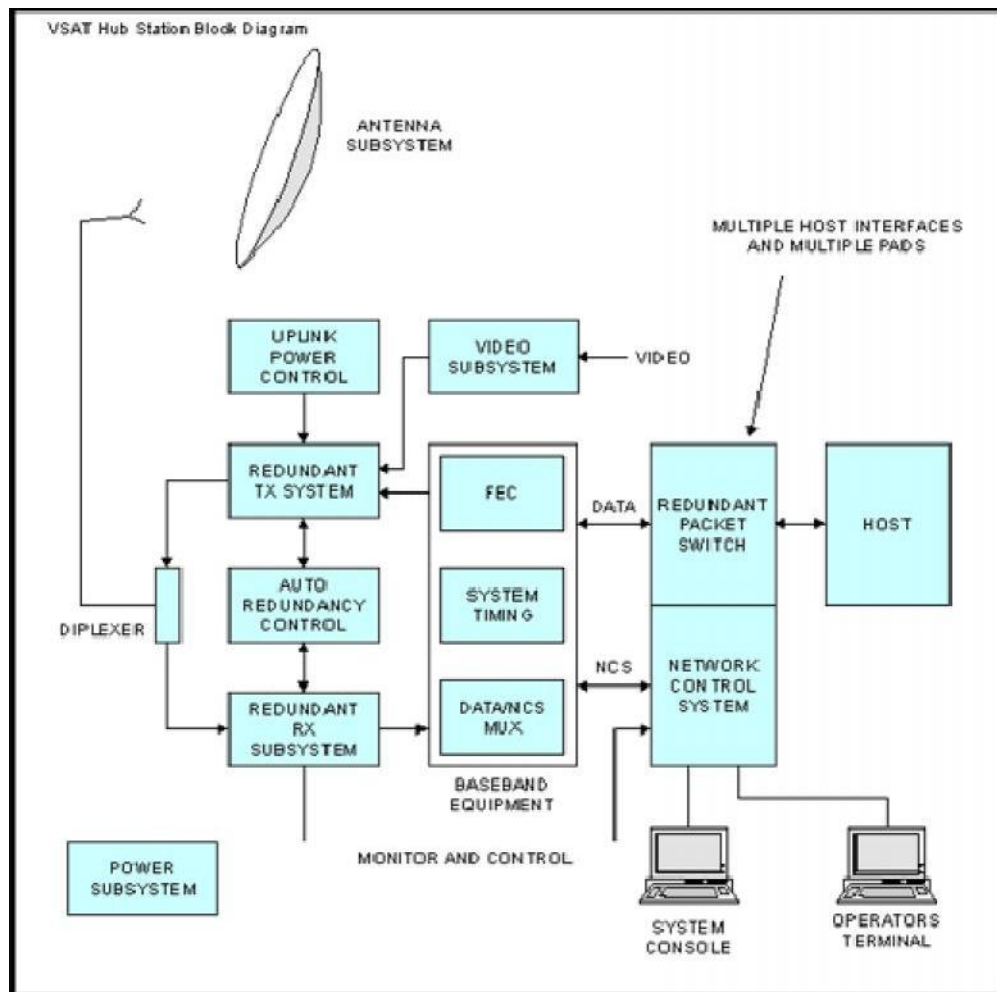 VSAT Hub Station Block Diagram
ANTENNA
SUBSYSTEM
MULTIPLE HOST INTERFACES
AND MULTIPLE PADS
UPLINK
POWER
CONTROL
VIDEO
SUBSYSTEM
VIDEO
REDUNDANT
TX SYSTEM
FEC
DATA
REDUNDANT
PACKET
SWITCH
HOST
DIPLEXER
AUTO
REDUNDANCY
CONTROL
SYSTEM
TIMING
NCS
NETWORK
CONTROL
SYSTEM
REDUNDANT
RX
SUBSYSTEM
DATA/NCS
MUX
BASEBAND
EQUIPMENT
MONITOR AND CONTROL
POWER
SUBSYSTEM
SYSTEM
CONSOLE
OPERATORS
TERMINAL